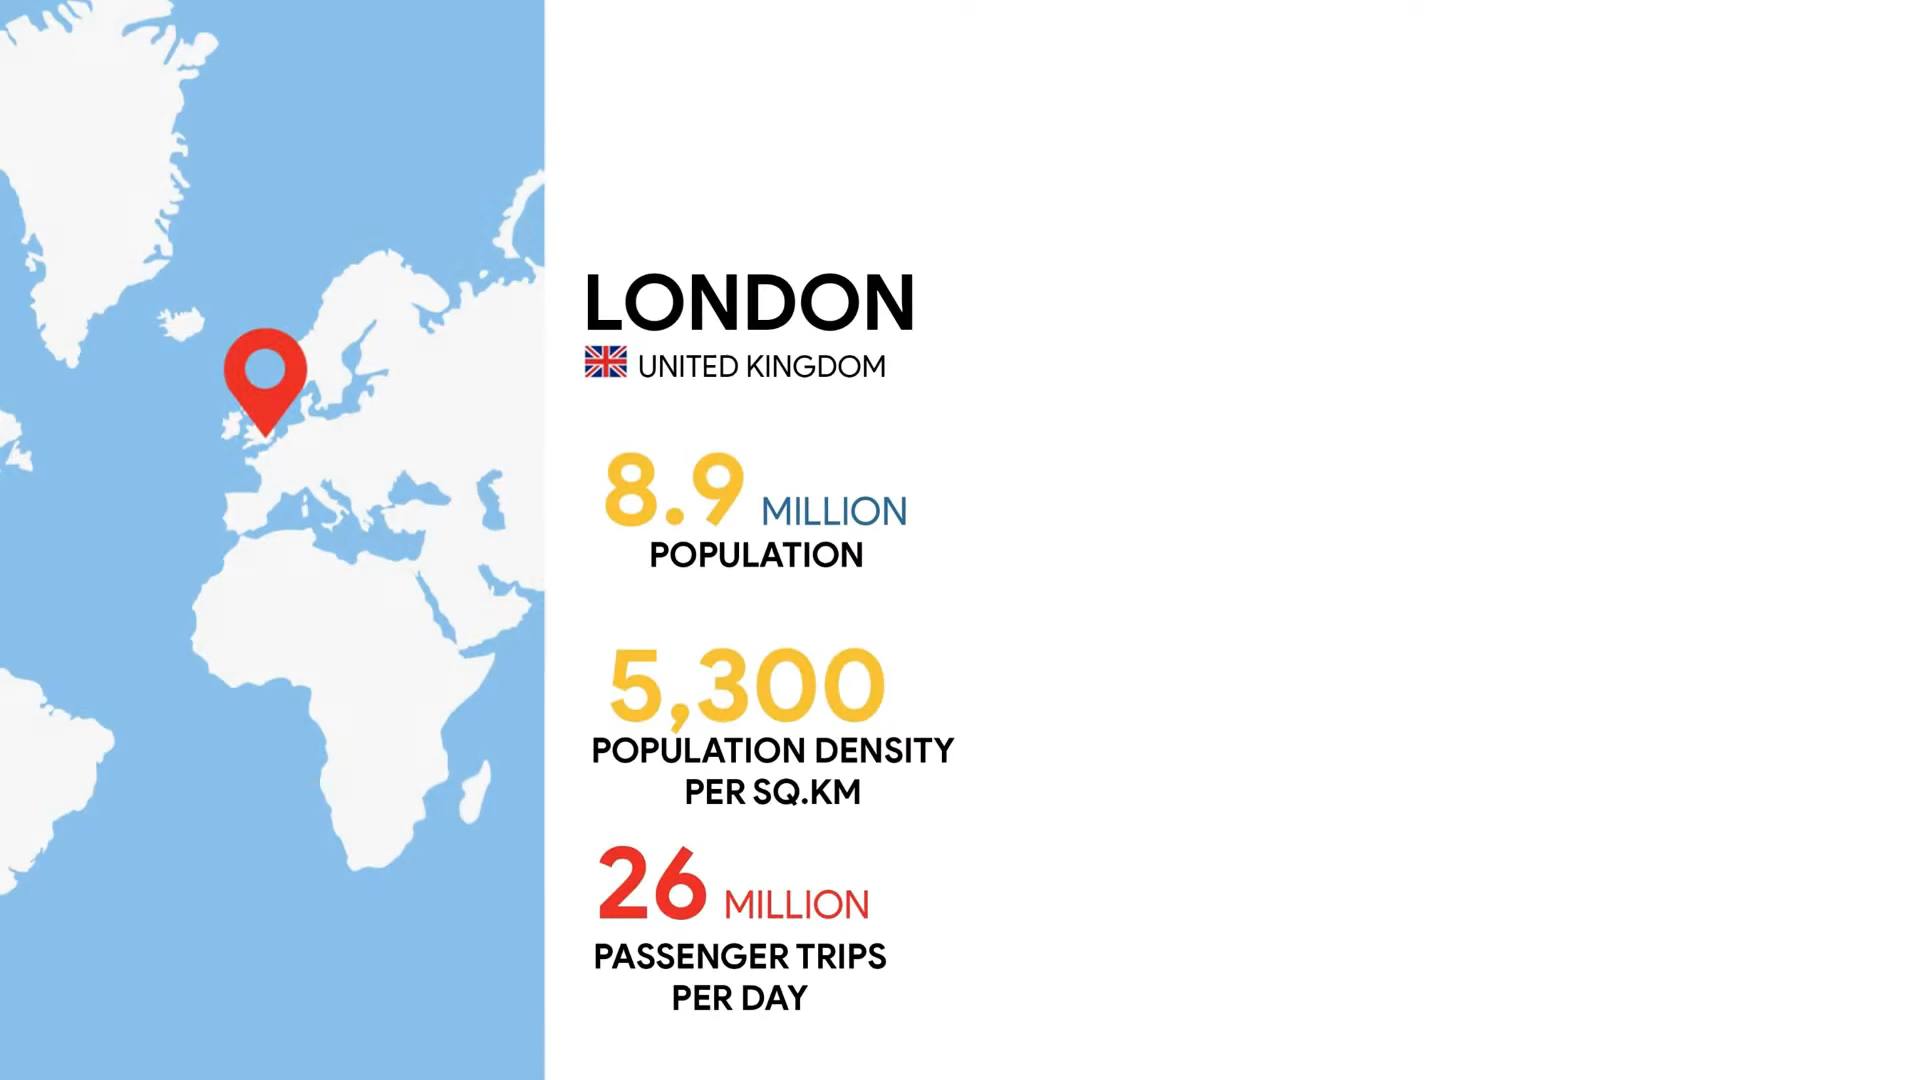 LONDON
UNITED KINGDOM
8.9 MILLION
POPULATION
5,300
POPULATION DENSITY
PER SQ.KM
26 MILLION
PASSENGER TRIPS
PER DAY